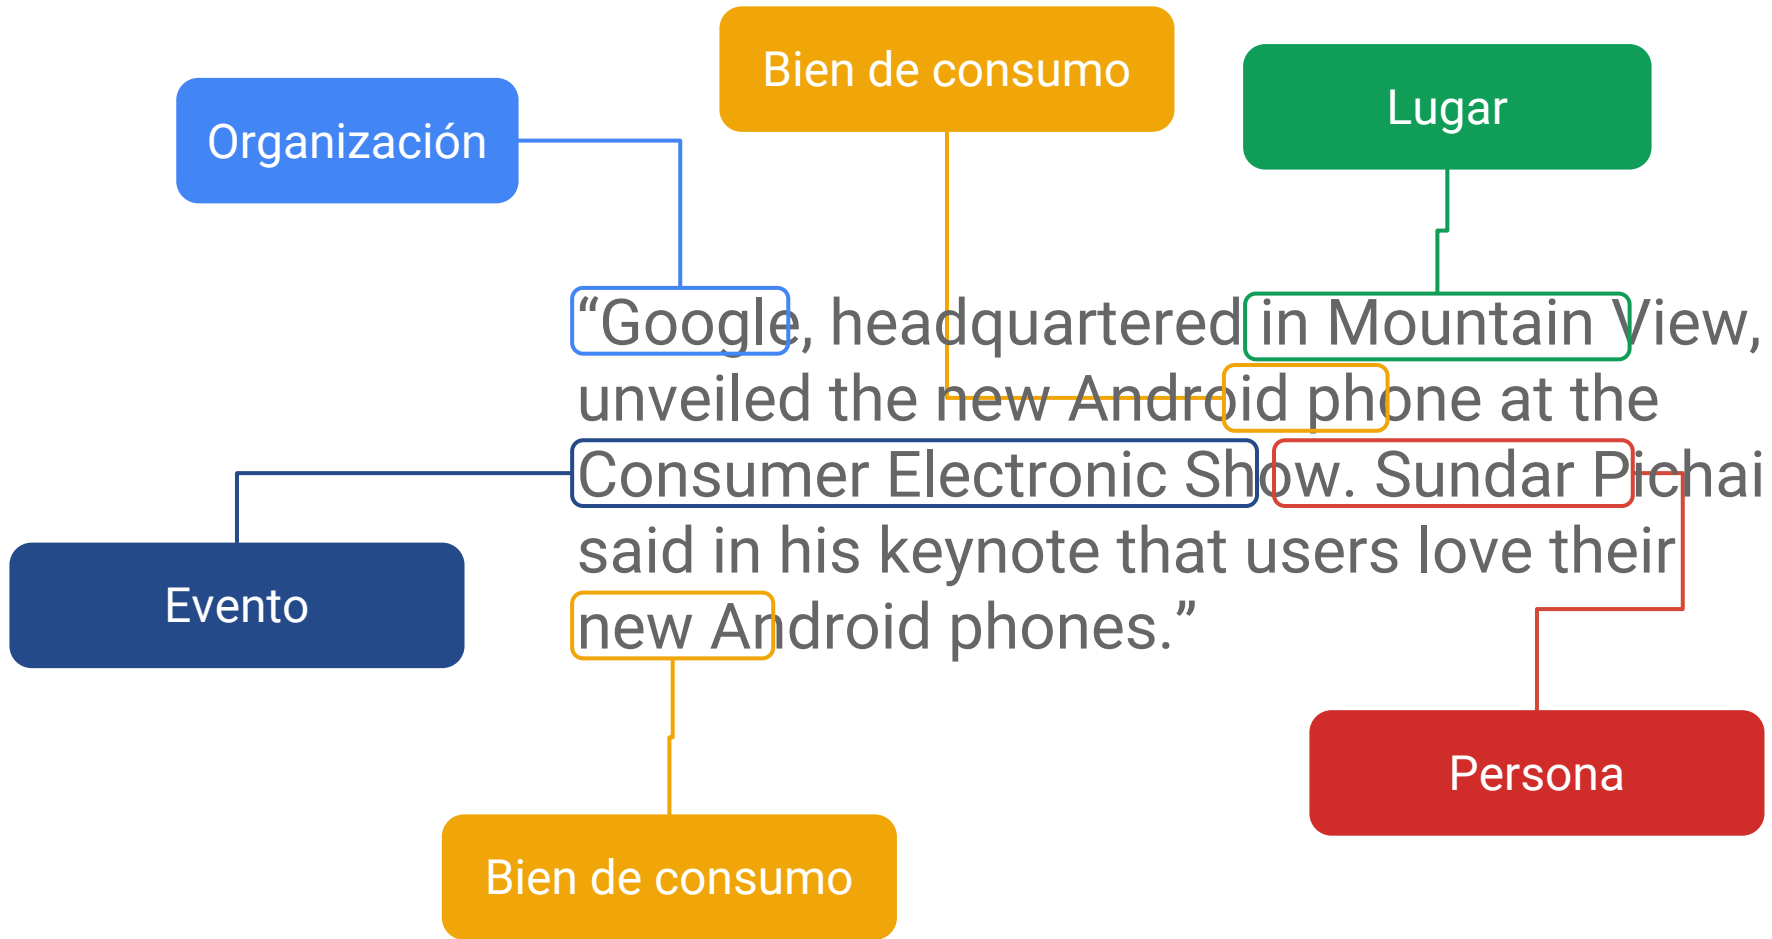 Bien de consumo
Lugar
Organización
“Google, headquartered in Mountain View,
unveiled the new Android phone at the
Consumer Electronic Show. Sundar Pichai
said in his keynote that users love their
new Android phones.”
Evento
Persona
Bien de consumo